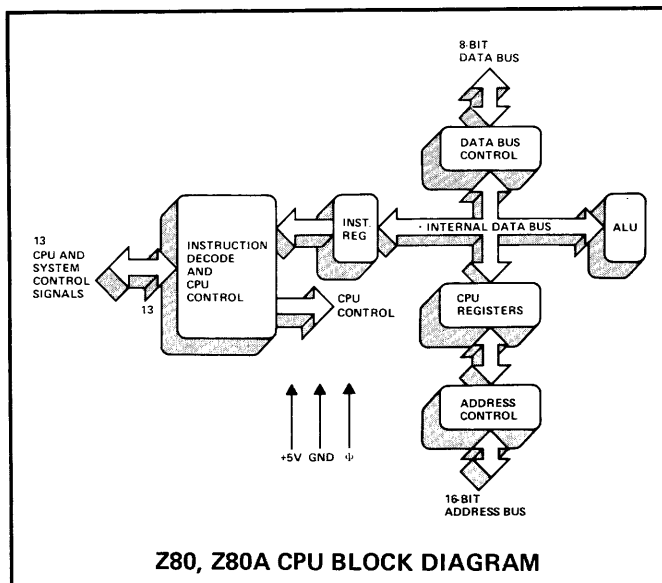 8-BIT
DATA BUS
DATA BUS
CONTROL
INST.
REG
· INTERNAL DATA BUS
ALU
13
CPU AND
SYSTEM
CONTROL
SIGNALS
13
INSTRUCTION
DECODE
AND
CPU
CONTROL
CPU
CONTROL
CPU
REGISTERS
ADDRESS
CONTROL
+5V GND Φ
16-BIT
ADDRESS BUS
Z80, Z80A CPU BLOCK DIAGRAM